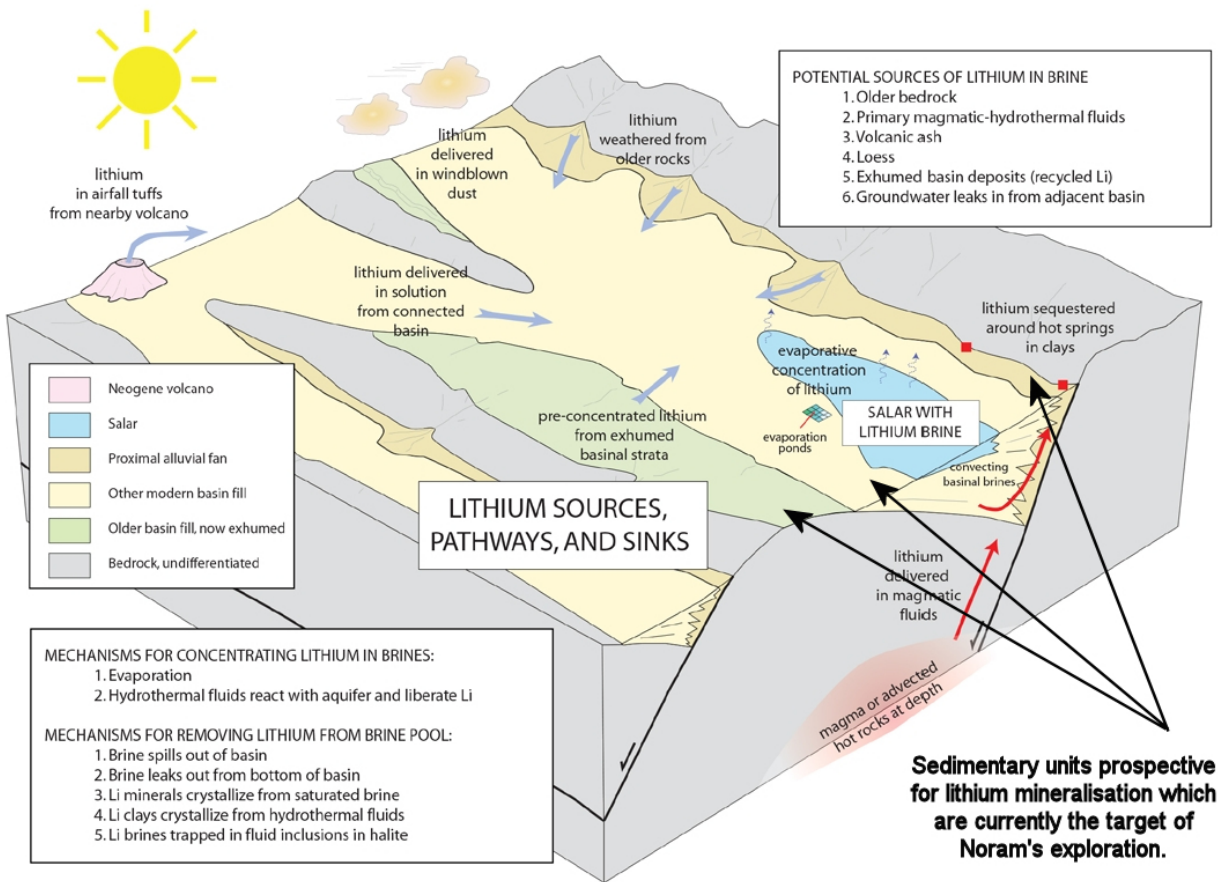 POTENTIAL SOURCES OF LITHIUM IN BRINE
1. Older bedrock
2. Primary magmatic-hydrothermal fluids
3. Volcanic ash
4. Loess
5. Exhumed basin deposits (recycled Li)
6. Groundwater leaks in from adjacent basin
lithium
in airfall tuffs
from nearby volcano
lithium
delivered
in windblown
dust
lithium
weathered from
older rocks
lithium delivered
in solution
from connected
basin
lithium sequestered
around hot springs
in clays
evaporative
concentration
of lithium
pre-concentrated lithium
from exhumed
basinal strata
evaporation
ponds
SALAR WITH
LITHIUM BRINE
convecting
basinal brines
Neogene volcano
Salar
Proximal alluvial fan
Other modern basin fill
Older basin fill, now exhumed
Bedrock, undifferentiated
LITHIUM SOURCES,
PATHWAYS, AND SINKS
lithium
delivered
in magmatic
fluids
magma or advected
hot rocks at depth
MECHANISMS FOR CONCENTRATING LITHIUM IN BRINES:
1. Evaporation
2. Hydrothermal fluids react with aquifer and liberate Li
MECHANISMS FOR REMOVING LITHIUM FROM BRINE POOL:
1. Brine spills out of basin
2. Brine leaks out from bottom of basin
3. Li minerals crystallize from saturated brine
4. Li clays crystallize from hydrothermal fluids
5. Li brines trapped in fluid inclusions in halite
Sedimentary units prospective
for lithium mineralisation which
are currently the target of
Noram's exploration.